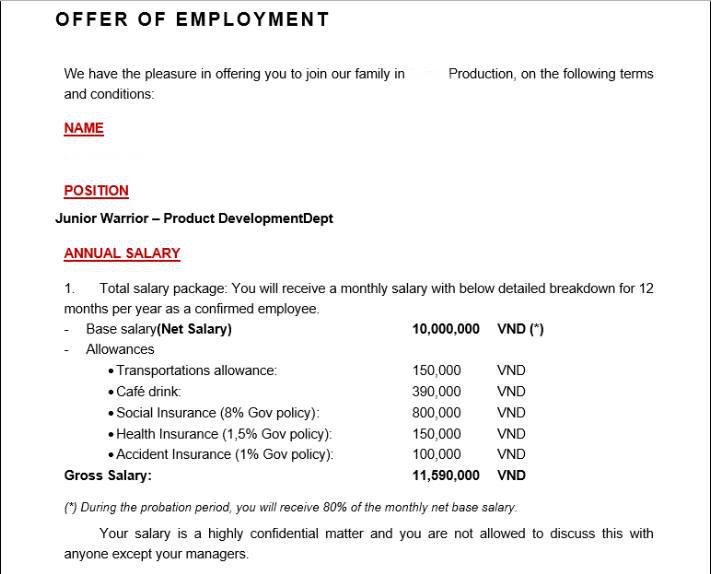 OFFER OF EMPLOYMENT
We have the pleasure in offering you to join our family in Production, on the following terms
and conditions:
NAME
POSITION
Junior Warrior – Product DevelopmentDept
ANNUAL SALARY
1. Total salary package: You will receive a monthly salary with below detailed breakdown for 12
months per year as a confirmed employee.
- Base salary(Net Salary) 10,000,000 VND (*)
- Allowances
• Transportations allowance: 150,000 VND
• Café drink: 390,000 VND
• Social Insurance (8% Gov policy): 800,000 VND
• Health Insurance (1,5% Gov policy): 150,000 VND
• Accident Insurance (1% Gov policy): 100,000 VND
Gross Salary: 11,590,000 VND
(*) During the probation period, you will receive 80% of the monthly net base salary.
Your salary is a highly confidential matter and you are not allowed to discuss this with
anyone except your managers.